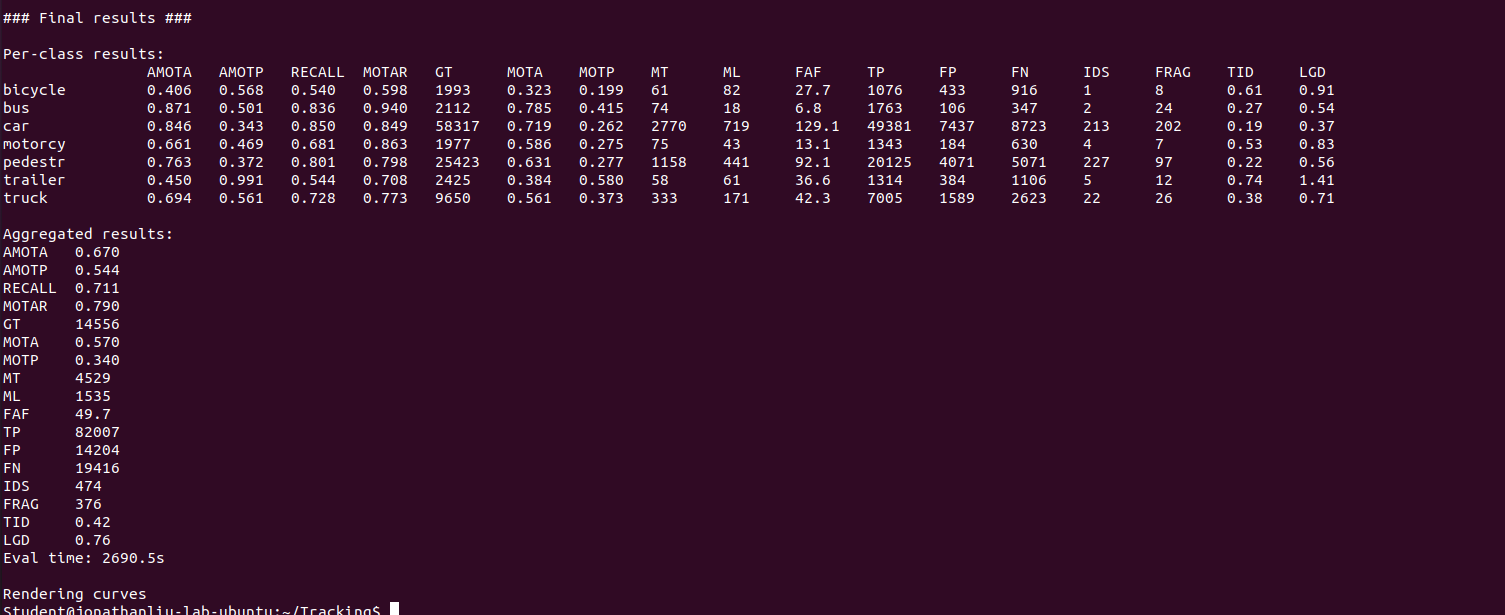 ### Final results ###
Per-class results:
AMOTA AMOTP RECALL MOTAR GT MOTA MOTP MT ML FAF TP FP FN IDS FRAG TID LGD
bicycle 0.406 0.568 0.540 0.598 1993 0.323 0.199 61 82 27.7 1076 433 916 1 8 0.61 0.91
bus 0.871 0.501 0.836 0.940 2112 0.785 0.415 74 18 6.8 1763 106 347 2 24 0.27 0.54
car 0.846 0.343 0.850 0.849 58317 0.719 0.262 2770 719 129.1 49381 7437 8723 213 202 0.19 0.37
motorcy 0.661 0.469 0.681 0.863 1977 0.586 0.275 75 43 13.1 1343 184 630 4 7 0.53 0.83
pedestr 0.763 0.372 0.801 0.798 25423 0.631 0.277 1158 441 92.1 20125 4071 5071 227 97 0.22 0.56
trailer 0.450 0.991 0.544 0.708 2425 0.384 0.580 58 61 36.6 1314 384 1106 5 12 0.74 1.41
truck 0.694 0.561 0.728 0.773 9650 0.561 0.373 333 171 42.3 7005 1589 2623 22 26 0.38 0.71
Aggregated results:
AMOTA 0.670
AMOTP 0.544
RECALL 0.711
MOTAR 0.790
GT 14556
MOTA 0.570
MOTP 0.340
MT 4529
ML 1535
FAF 49.7
TP 82007
FP 14204
FN 19416
IDS 474
FRAG 376
TID 0.42
LGD 0.76
Eval time: 2690.5s
Rendering curves
Student@jonathanliu-lab-ubuntu:~/Tracking$